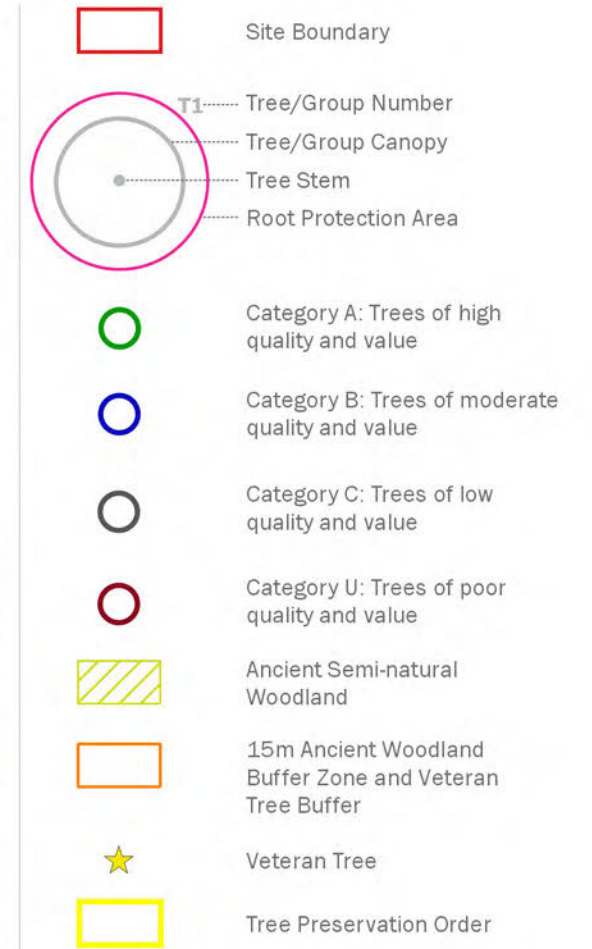 Site Boundary
T1
Tree/Group Number
Tree/Group Canopy
Tree Stem
Root Protection Area
Category A: Trees of high
quality and value
Category B: Trees of moderate
quality and value
Category C: Trees of low
quality and value
Category U: Trees of poor
quality and value
Ancient Semi-natural
Woodland
15m Ancient Woodland
Buffer Zone and Veteran
Tree Buffer
Veteran Tree
Tree Preservation Order